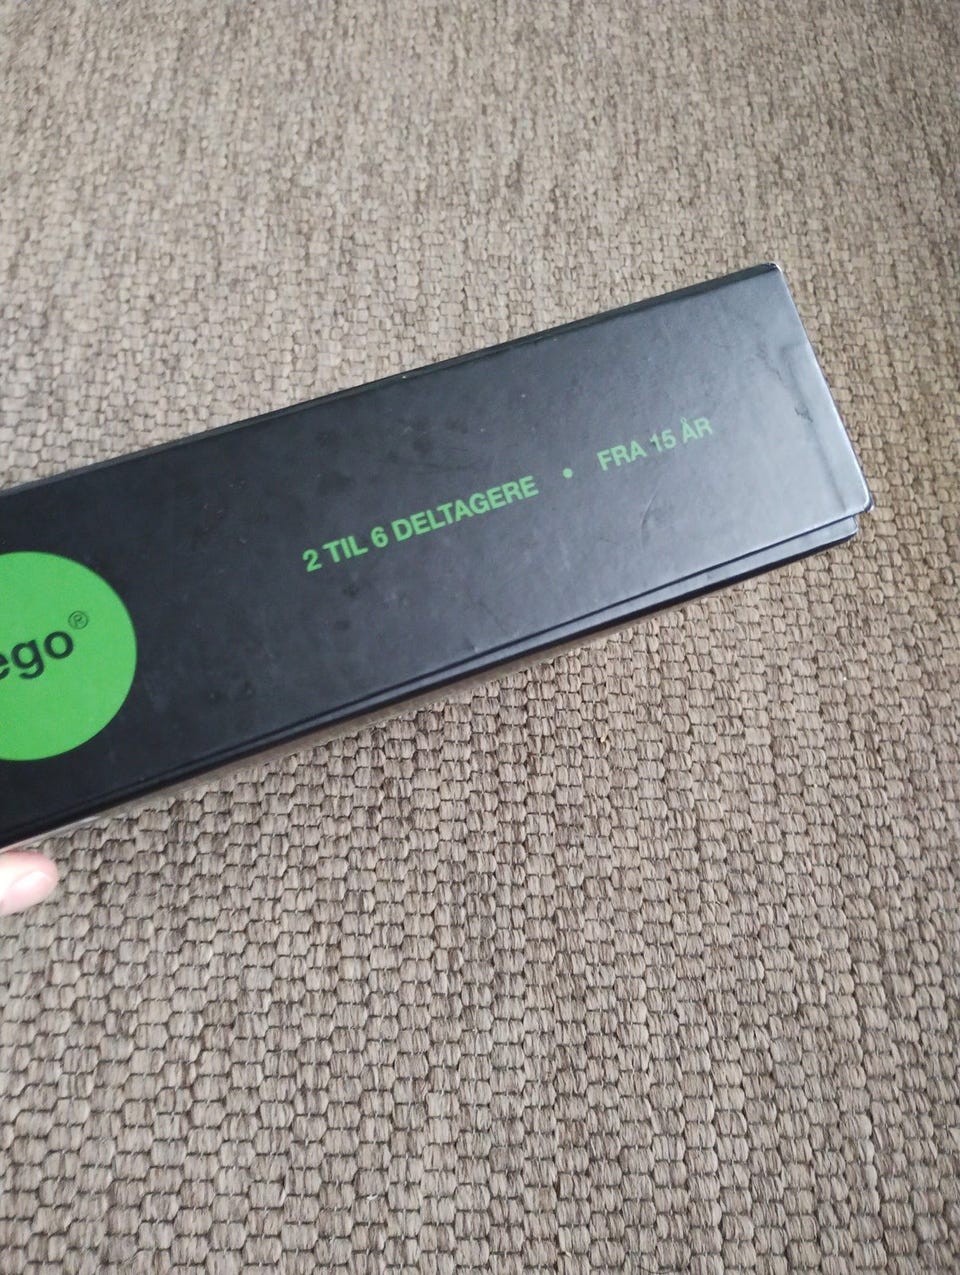 ego®
2 TIL 6 DELTAGERE • FRA 15 ÅR